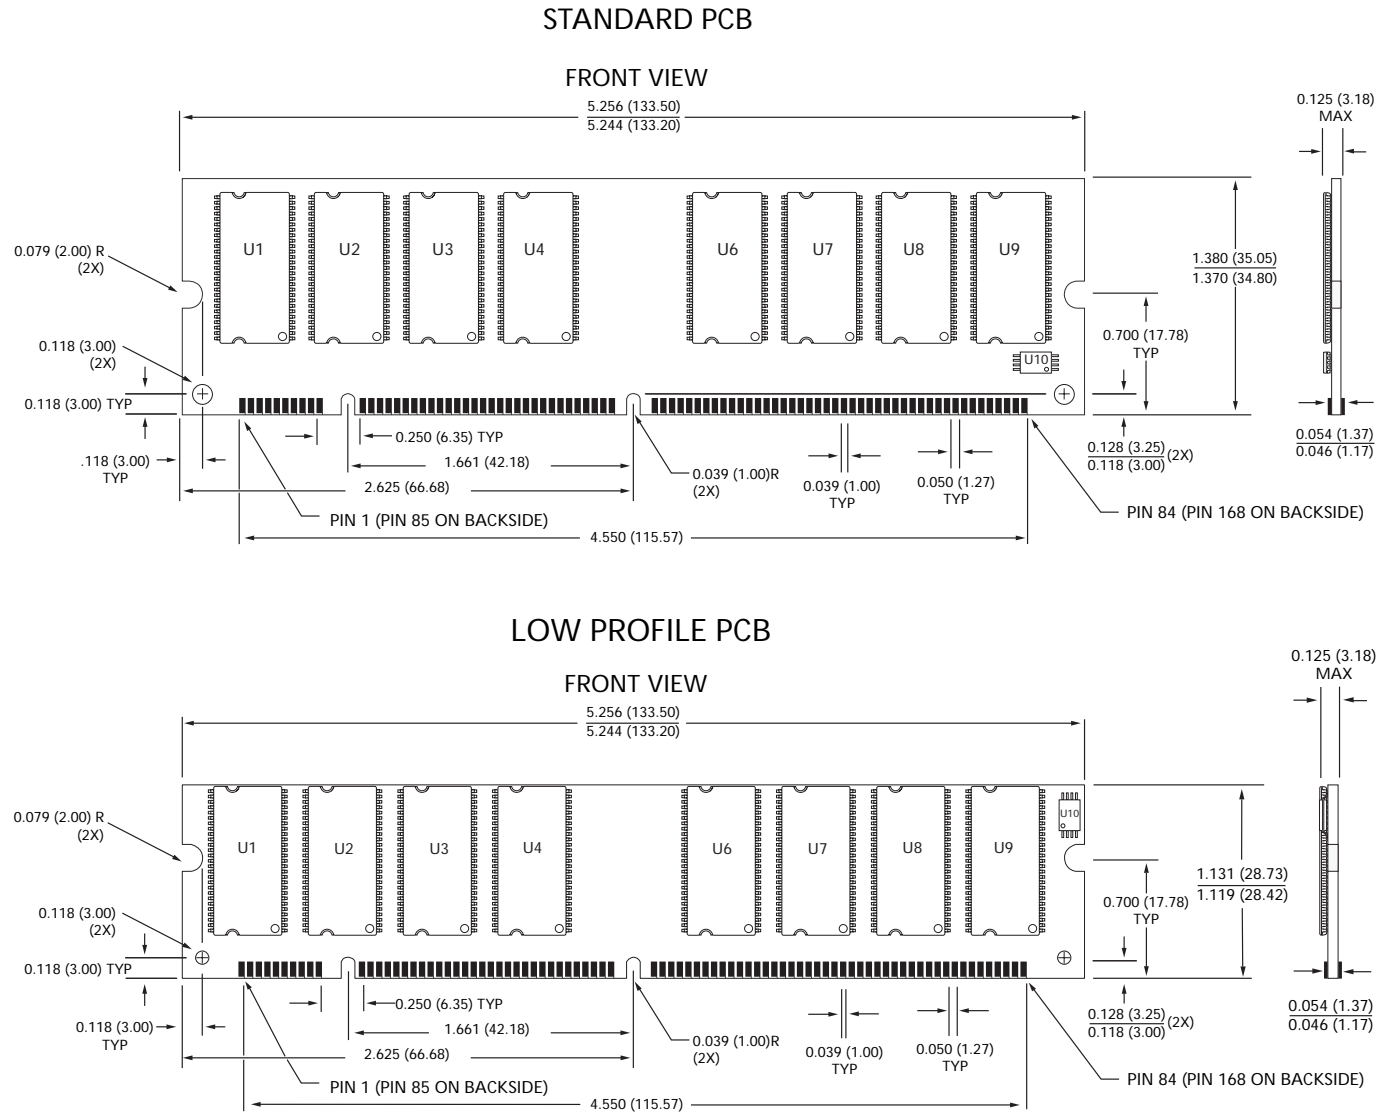 STANDARD PCB
FRONT VIEW
5.256 (133.50)
5.244 (133.20)
0.125 (3.18)
MAX
U1
U2
U3
U4
U6
U7
U8
U9
U10
0.079 (2.00) R
(2X)
1.380 (35.05)
1.370 (34.80)
0.118 (3.00)
(2X)
0.700 (17.78)
TYP
0.118 (3.00) TYP
0.250 (6.35) TYP
.118 (3.00)
TYP
1.661 (42.18)
2.625 (66.68)
0.039 (1.00)R
(2X)
0.039 (1.00)
TYP
0.050 (1.27)
TYP
0.128 (3.25)
0.118 (3.00)
(2X)
0.054 (1.37)
0.046 (1.17)
PIN 1 (PIN 85 ON BACKSIDE)
PIN 84 (PIN 168 ON BACKSIDE)
4.550 (115.57)
LOW PROFILE PCB
FRONT VIEW
5.256 (133.50)
5.244 (133.20)
0.125 (3.18)
MAX
U1
U2
U3
U4
U6
U7
U8
U9
U10
0.079 (2.00) R
(2X)
1.131 (28.73)
1.119 (28.42)
0.118 (3.00)
(2X)
0.700 (17.78)
TYP
0.118 (3.00) TYP
0.250 (6.35) TYP
0.118 (3.00)
TYP
1.661 (42.18)
2.625 (66.68)
0.039 (1.00)R
(2X)
0.039 (1.00)
TYP
0.050 (1.27)
TYP
0.128 (3.25)
0.118 (3.00)
(2X)
0.054 (1.37)
0.046 (1.17)
PIN 1 (PIN 85 ON BACKSIDE)
PIN 84 (PIN 168 ON BACKSIDE)
4.550 (115.57)